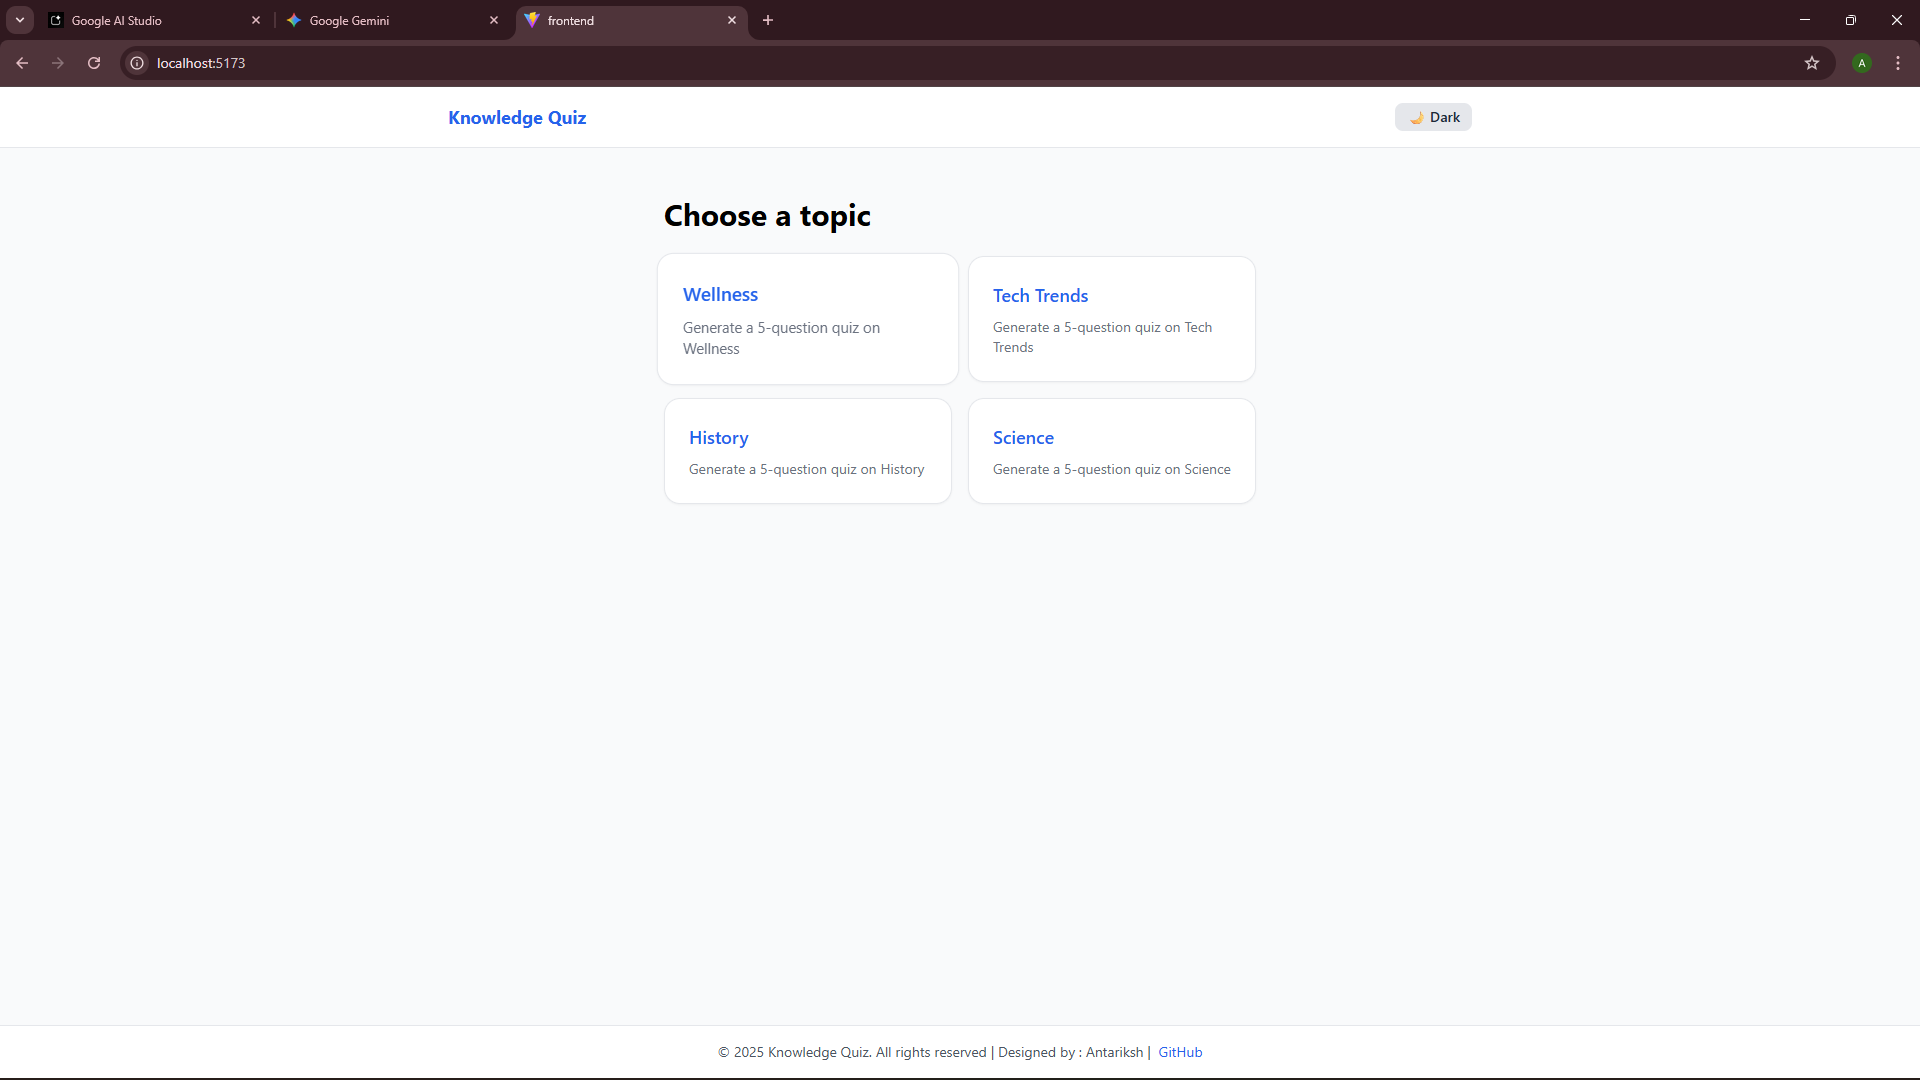 Google AI Studio
Google Gemini
frontend
localhost:5173
A
Knowledge Quiz
🌙 Dark
Choose a topic
Wellness
Generate a 5-question quiz on
Wellness
Tech Trends
Generate a 5-question quiz on Tech
Trends
History
Generate a 5-question quiz on History
Science
Generate a 5-question quiz on Science
© 2025 Knowledge Quiz. All rights reserved | Designed by : Antariksh | GitHub